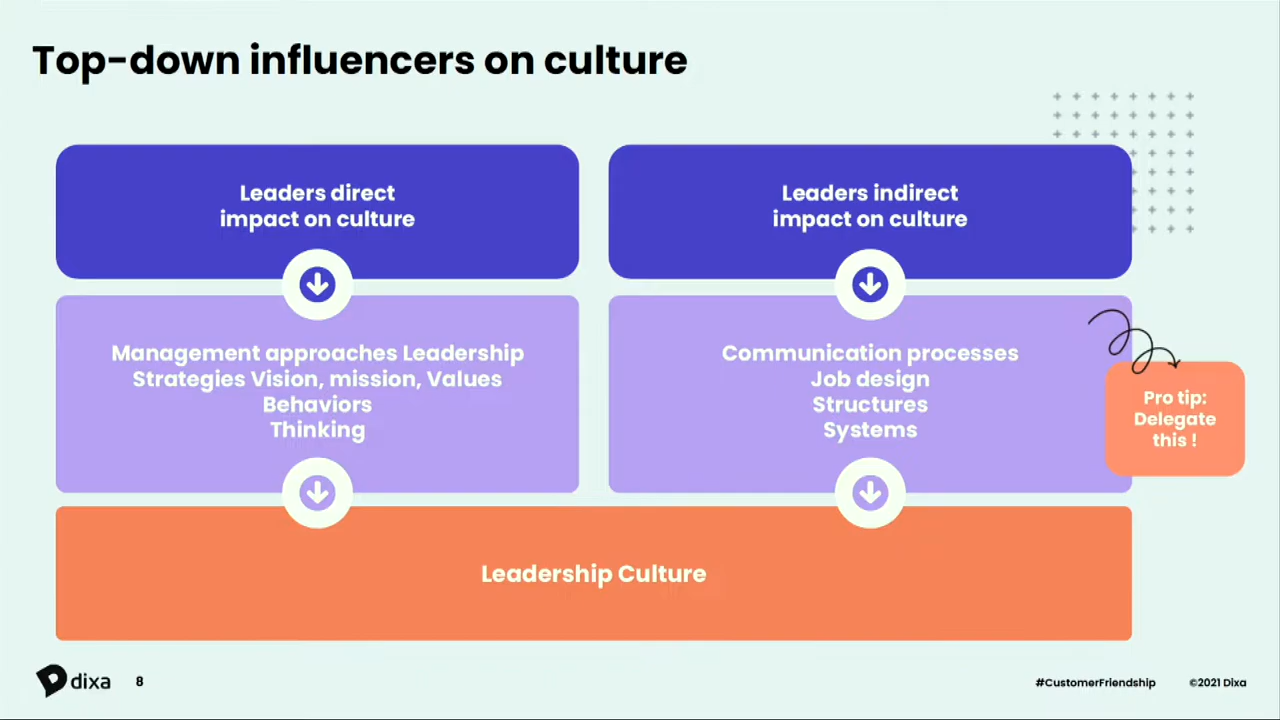 Top-down influencers on culture
Leaders direct
impact on culture
Leaders indirect
impact on culture
Management approaches Leadership
Strategies Vision, mission, Values
Behaviors
Thinking
Communication processes
Job design
Structures
Systems
Pro tip:
Delegate
this !
Leadership Culture
dixa
8
#CustomerFriendship
©2021 Dixa